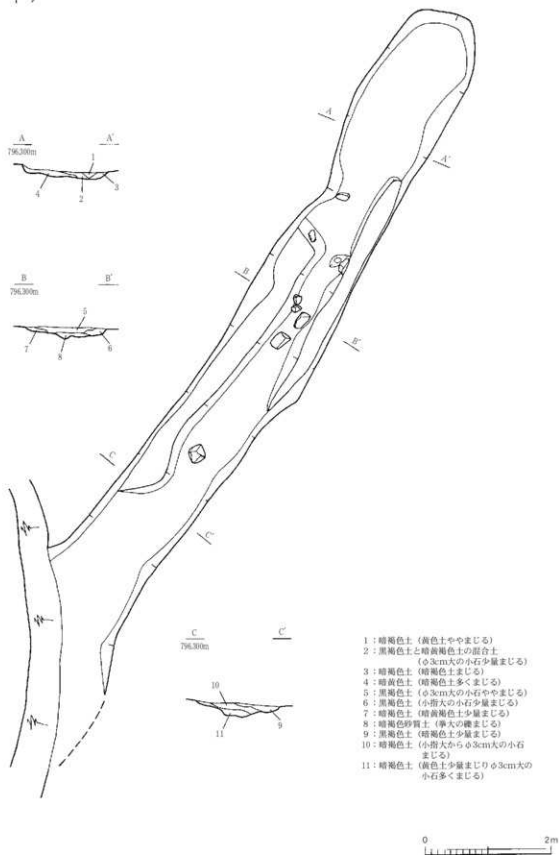 A
A'
A A'
796.300m
1
4
2
3
B
B'
B B'
796.300m
5
7
8
6
C
C'
C C'
796.300m
10
11
9
1：暗褐色土（黄色土ややまじる）
2：黒褐色土と暗黄褐色土の混合土
（φ3cm大の小石少量まじる）
3：暗褐色土（暗褐色土まじる）
4：暗黄色土（暗褐色土多くまじる）
5：黒褐色土（φ3cm大の小石ややまじる）
6：黒褐色土（小指大の小石少量まじる）
7：暗褐色土（暗黄褐色土少量まじる）
8：暗褐色砂質土（拳大の礫まじる）
9：黒褐色土（暗褐色土少量まじる）
10：暗褐色土（小指大からφ3cm大の小石
まじる）
11：暗褐色土（黄色土少量まじりφ3cm大の
小石多くまじる）
0 2m